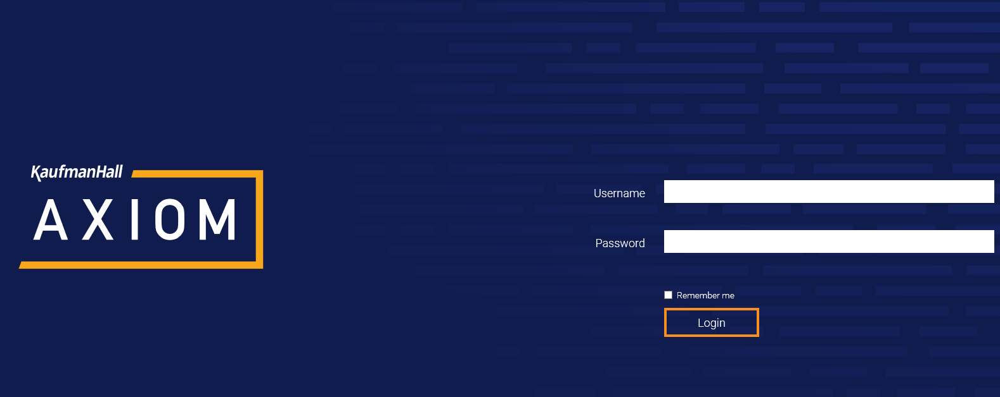 KaufmanHall
AXIOM
Username
Password
Remember me
Login